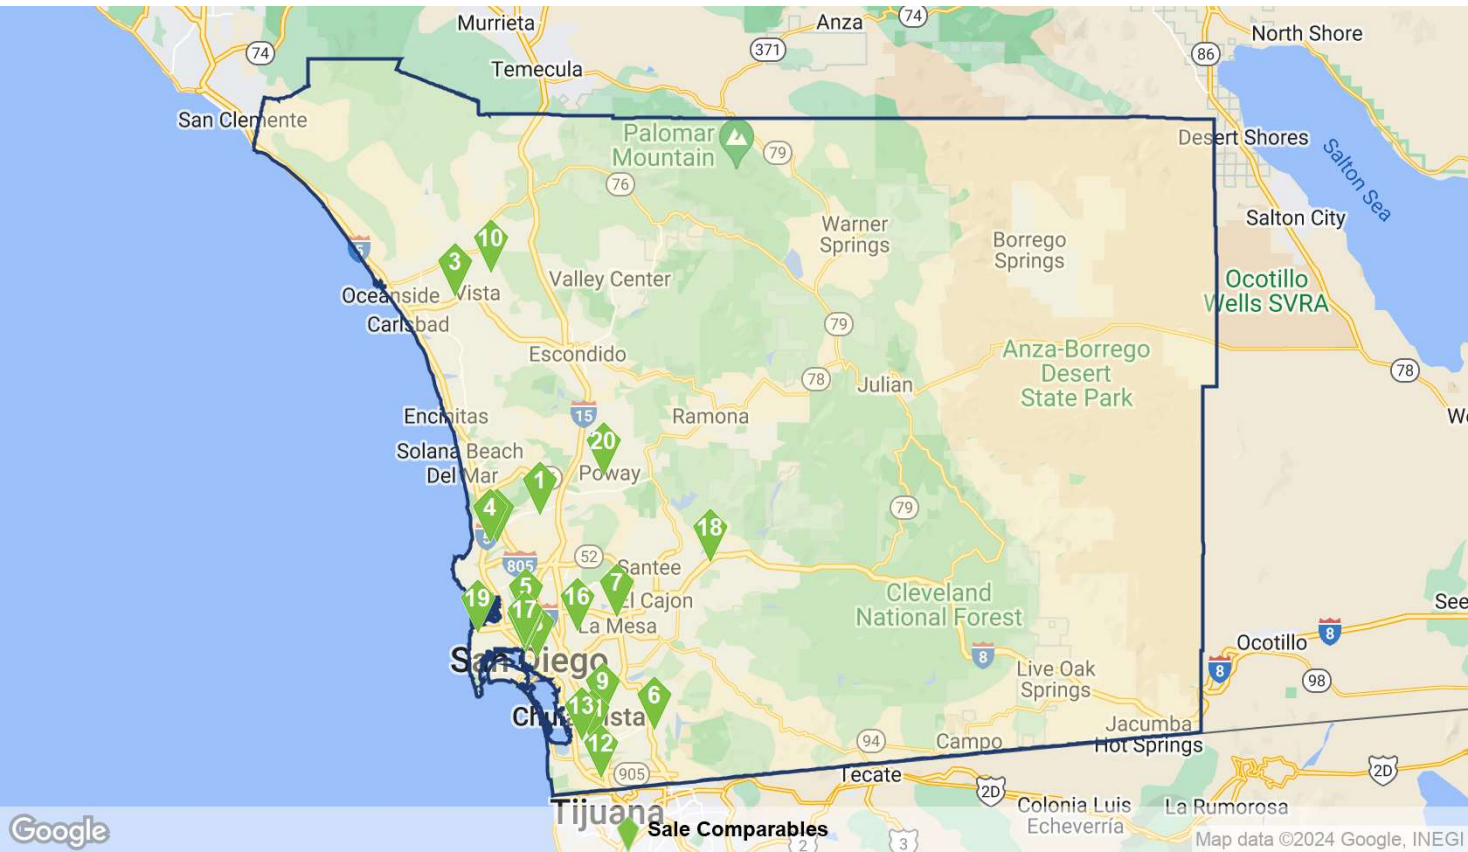 Murrieta
Anza
74
North Shore
74
371
86
Temecula
San Clemente
Palomar
Mountain
79
Desert Shores
76
Salton Sea
Warner
Springs
Salton City
10
Borrego
Springs
5
3
Valley Center
Ocotillo
Wells SVRA
Oceanside
Vista
Carlsbad
79
Escondido
Anza-Borrego
Desert
State Park
78
78
Julian
Encinitas
15
Ramona
20
Solana Beach
Del Mar
Poway
1
4
79
18
5
52
805
Santee
5
7
16
19
17
El Cajon
Cleveland
National Forest
La Mesa
8
Ocotillo
San Diego
8
Live Oak
Springs
8
98
9
6
13
Chula Vista
Jacumba
Hot Springs
12
94
Campo
905
Tecate
2D
2D
Tijuana
Colonia Luis
Echeverría
La Rumorosa
Google
Sale Comparables
2
3
Map data ©2024 Google, INEGI